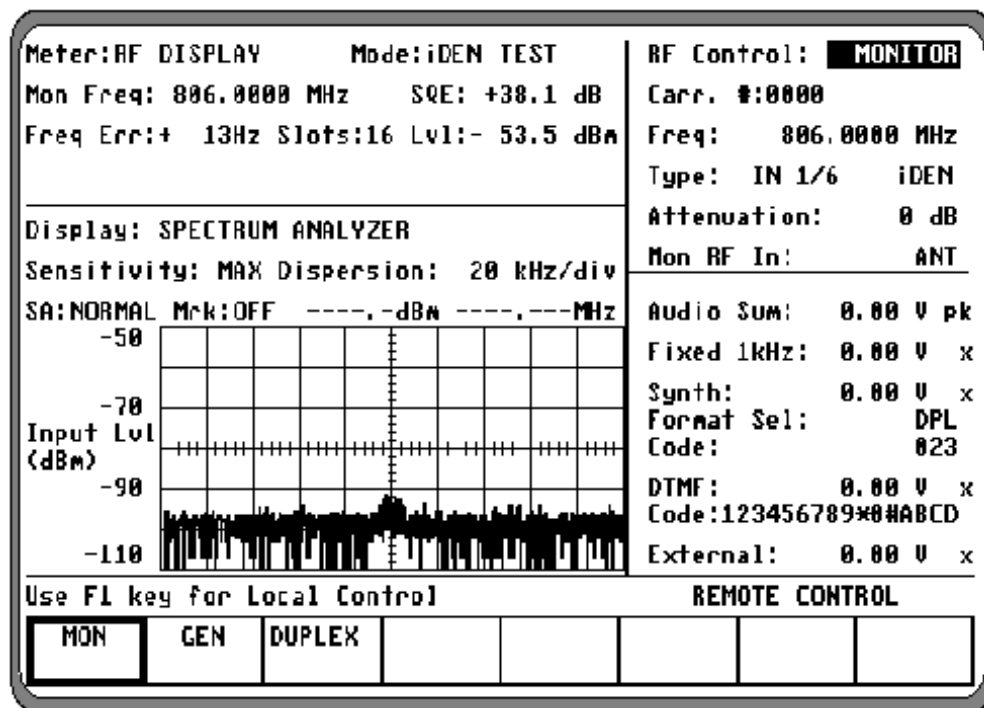 Meter:RF DISPLAY Mode:iDEN TEST
Mon Freq: 806.0000 MHz SQE: +38.1 dB
Freq Err:+ 13Hz Slots:16 Lvl:- 53.5 dBm
Display: SPECTRUM ANALYZER
Sensitivity: MAX Dispersion: 20 kHz/div
SA:NORMAL Mrk:OFF ----.-dBm ----.---MHz
-50
-70
Input Lvl
(dBm)
-90
-110
RF Control: MONITOR
Carr. #:0000
Freq: 806.0000 MHz
Type: IN 1/6 iDEN
Attenuation: 0 dB
Mon RF In: ANT
Audio Sum: 0.00 V pk
Fixed 1kHz: 0.00 V x
Synth: 0.00 V x
Format Sel: DPL
Code: 023
DTMF: 0.00 V x
Code:123456789*0#ABCD
External: 0.00 V x
Use F1 key for Local Control REMOTE CONTROL
MON GEN DUPLEX